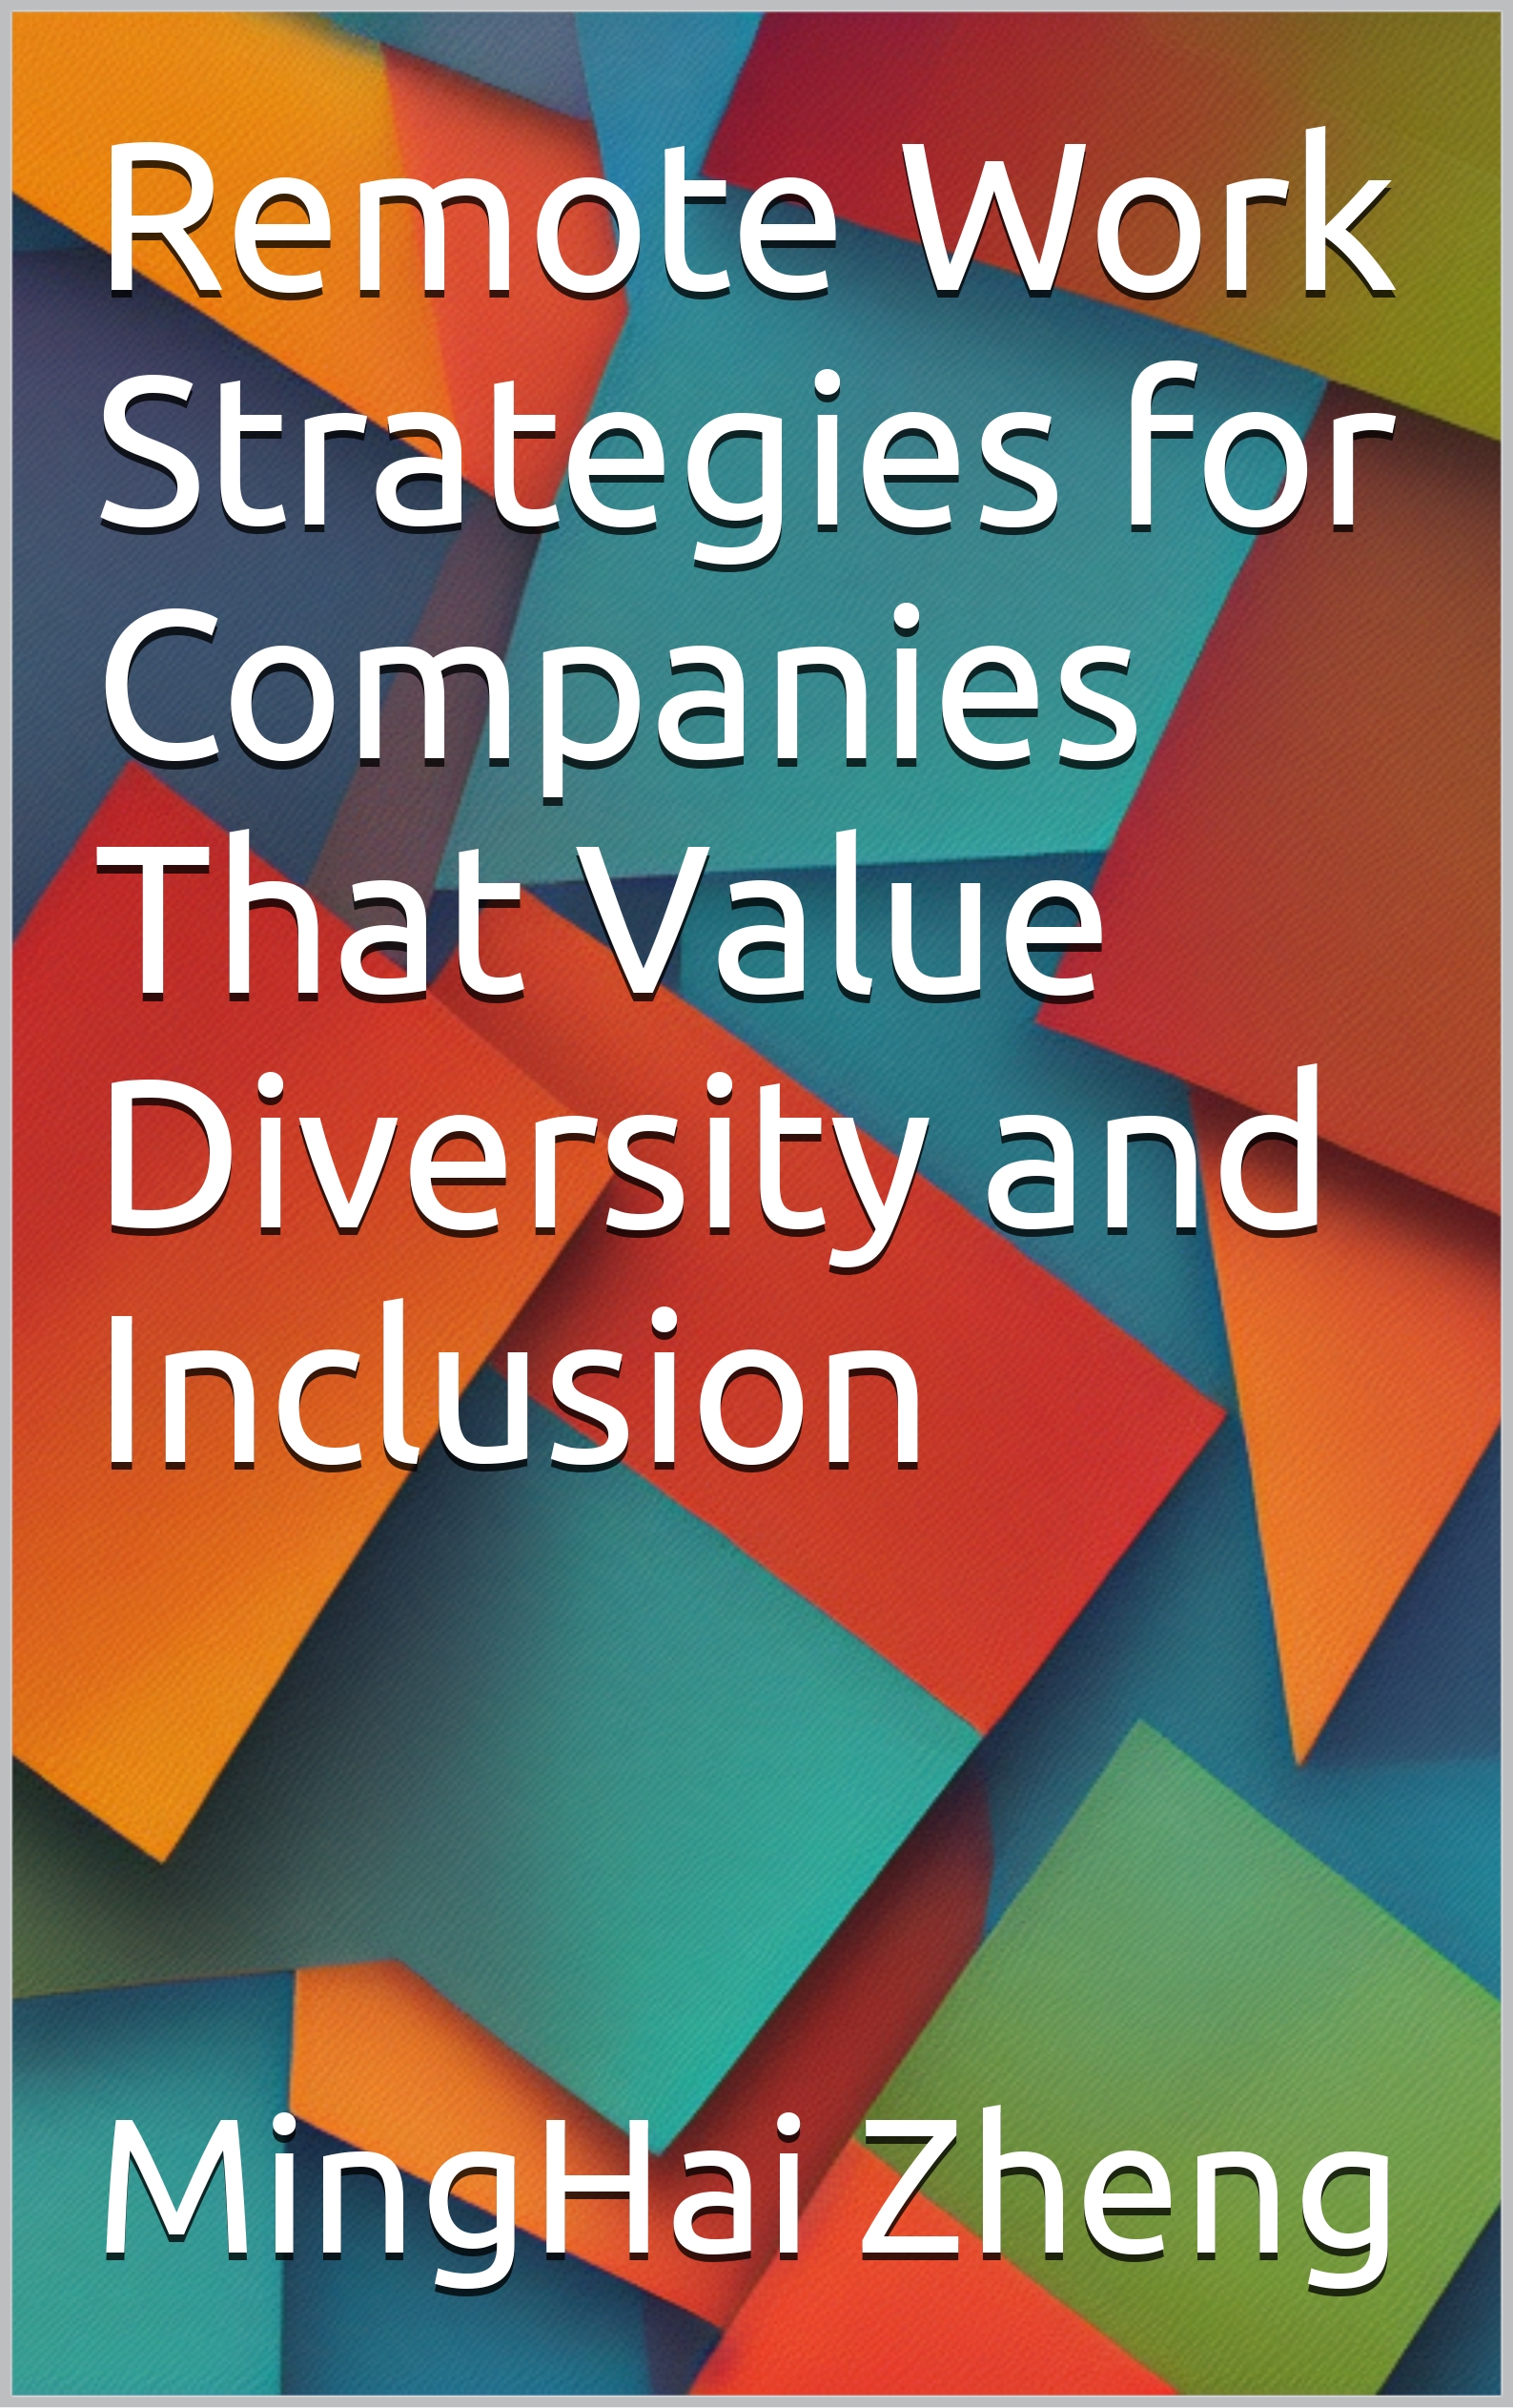 Remote Work
Strategies for
Companies
That Value
Diversity and
Inclusion
MingHai Zheng